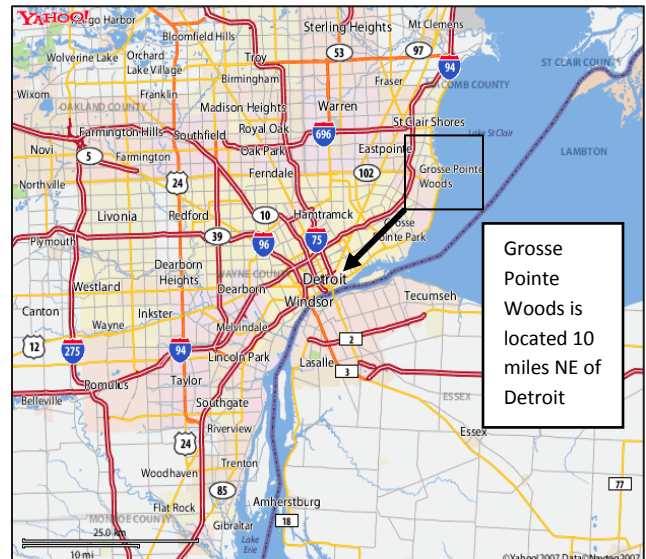 YAHOO!
Sterling Heights
Mt Clemens
Bloomfield Hills
53
97
ST CLAIR COUNTY
Wolverine Lake
Orchard
Lake Village
Troy
94
Birmingham
Fraser
Wixom
Franklin
OAKLAND COUNTY
Madison Heights
Warren
Royal Oak
St Clair Shores
Farmington Hills
Southfield
696
Lake St Clair
Novi
5
Farmington
Oak Park
Eastpointe
LAMBTON
Ferndale
102
Grosse Pointe
Woods
Northville
24
Livonia
Redford
10
Hamtramck
39
96
75
Grosse
Pointe Park
Plymouth
Grosse
Pointe
Woods is
located 10
miles NE of
Detroit
Dearborn
Heights
WAYNE COUNTY
Detroit
Westland
Dearborn
Windsor
Tecumseh
Canton
Wayne
Inkster
Melvindale
12
275
94
Lincoln Park
2
Lasalle
3
Romulus
Taylor
Belleville
Southgate
ESSEX
Riverview
Essex
24
Trenton
Woodhaven
77
85
Flat Rock
Amherstburg
MONROE COUNTY
Gibraltar
18
25.0 km
Lake
Erie
10 mi
©Yahoo!2007 Data©Navteq2007